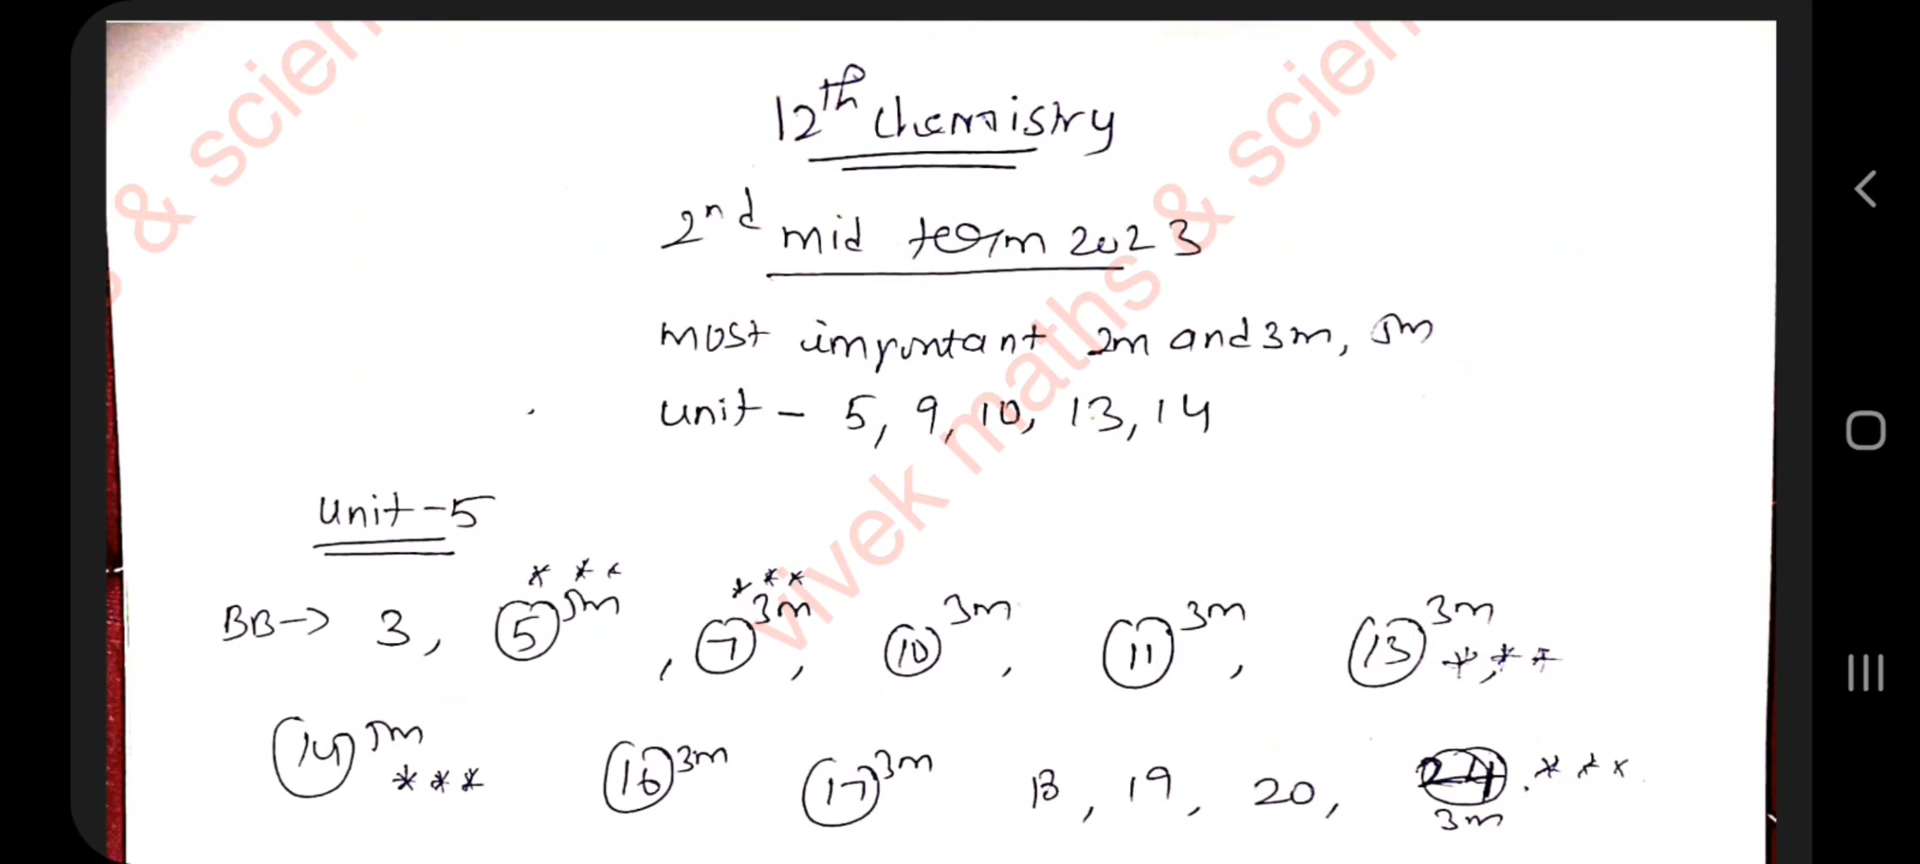 12th chemistry
2nd mid term 2023
most important 2m and 3m, 5m
unit - 5, 9, 10, 13, 14
unit - 5
BB → 3, 5 5m ***, 7 3m ***, 10 3m, 11 3m, 13 3m ***
14 5m *** 16 3m 17 3m 18, 19, 20, 24 3m ***
vivek maths & scien
& scien